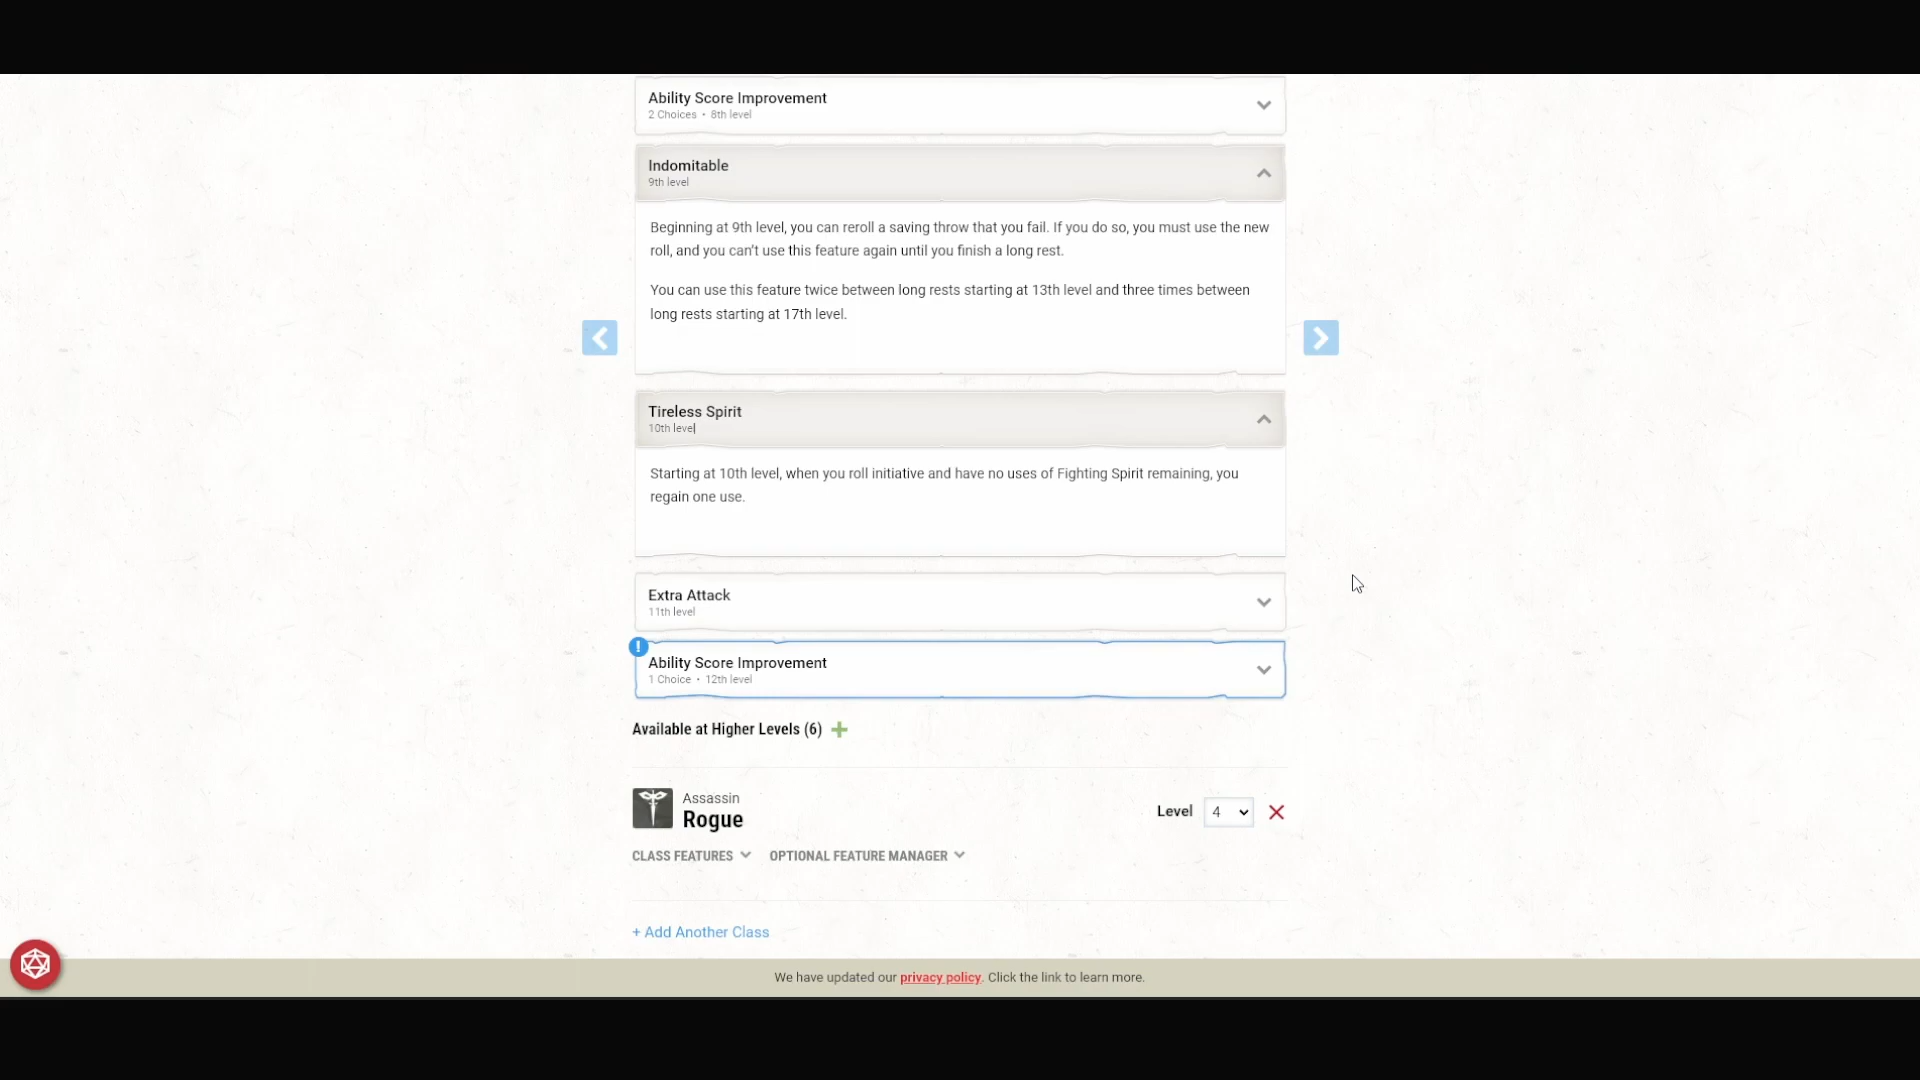 Ability Score Improvement
2 Choices • 8th level
Indomitable
9th level
Beginning at 9th level, you can reroll a saving throw that you fail. If you do so, you must use the new
roll, and you can't use this feature again until you finish a long rest.
You can use this feature twice between long rests starting at 13th level and three times between
long rests starting at 17th level.
Tireless Spirit
10th level
Starting at 10th level, when you roll initiative and have no uses of Fighting Spirit remaining, you
regain one use.
Extra Attack
11th level
!
Ability Score Improvement
1 Choice • 12th level
Available at Higher Levels (6)
Assassin
Rogue
Level 4
CLASS FEATURES OPTIONAL FEATURE MANAGER
+ Add Another Class
We have updated our privacy policy. Click the link to learn more.